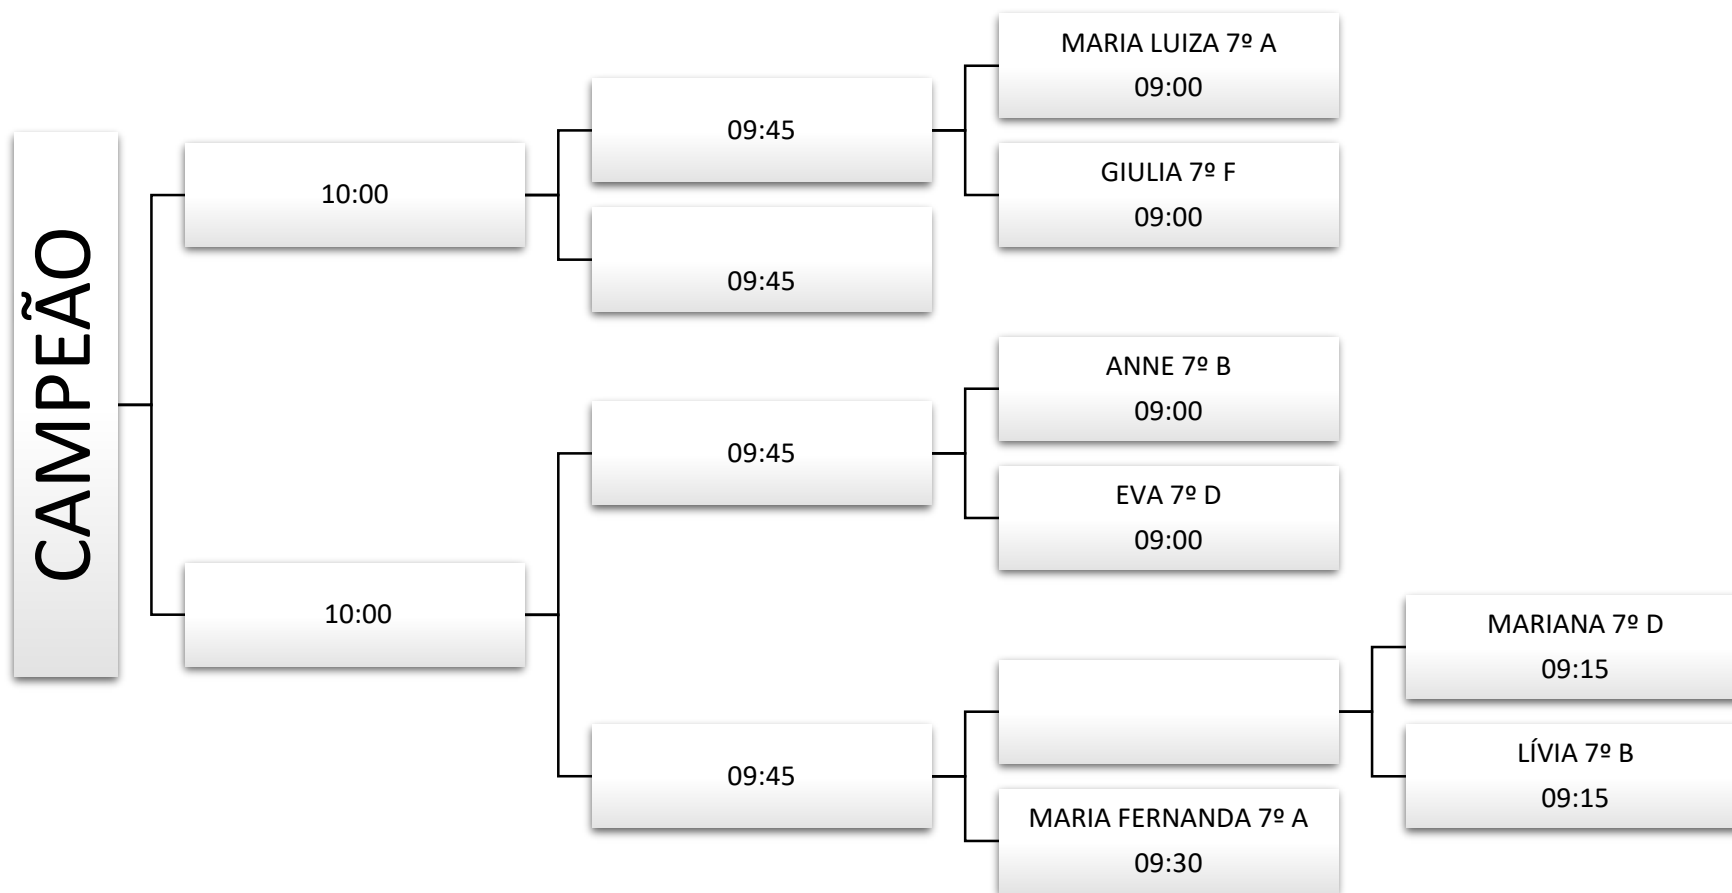 CAMPEÃO
10:00
09:45
MARIA LUIZA 7º A
09:00
GIULIA 7º F
09:00
09:45
10:00
09:45
ANNE 7º B
09:00
EVA 7º D
09:00
09:45
MARIANA 7º D
09:15
LÍVIA 7º B
09:15
MARIA FERNANDA 7º A
09:30